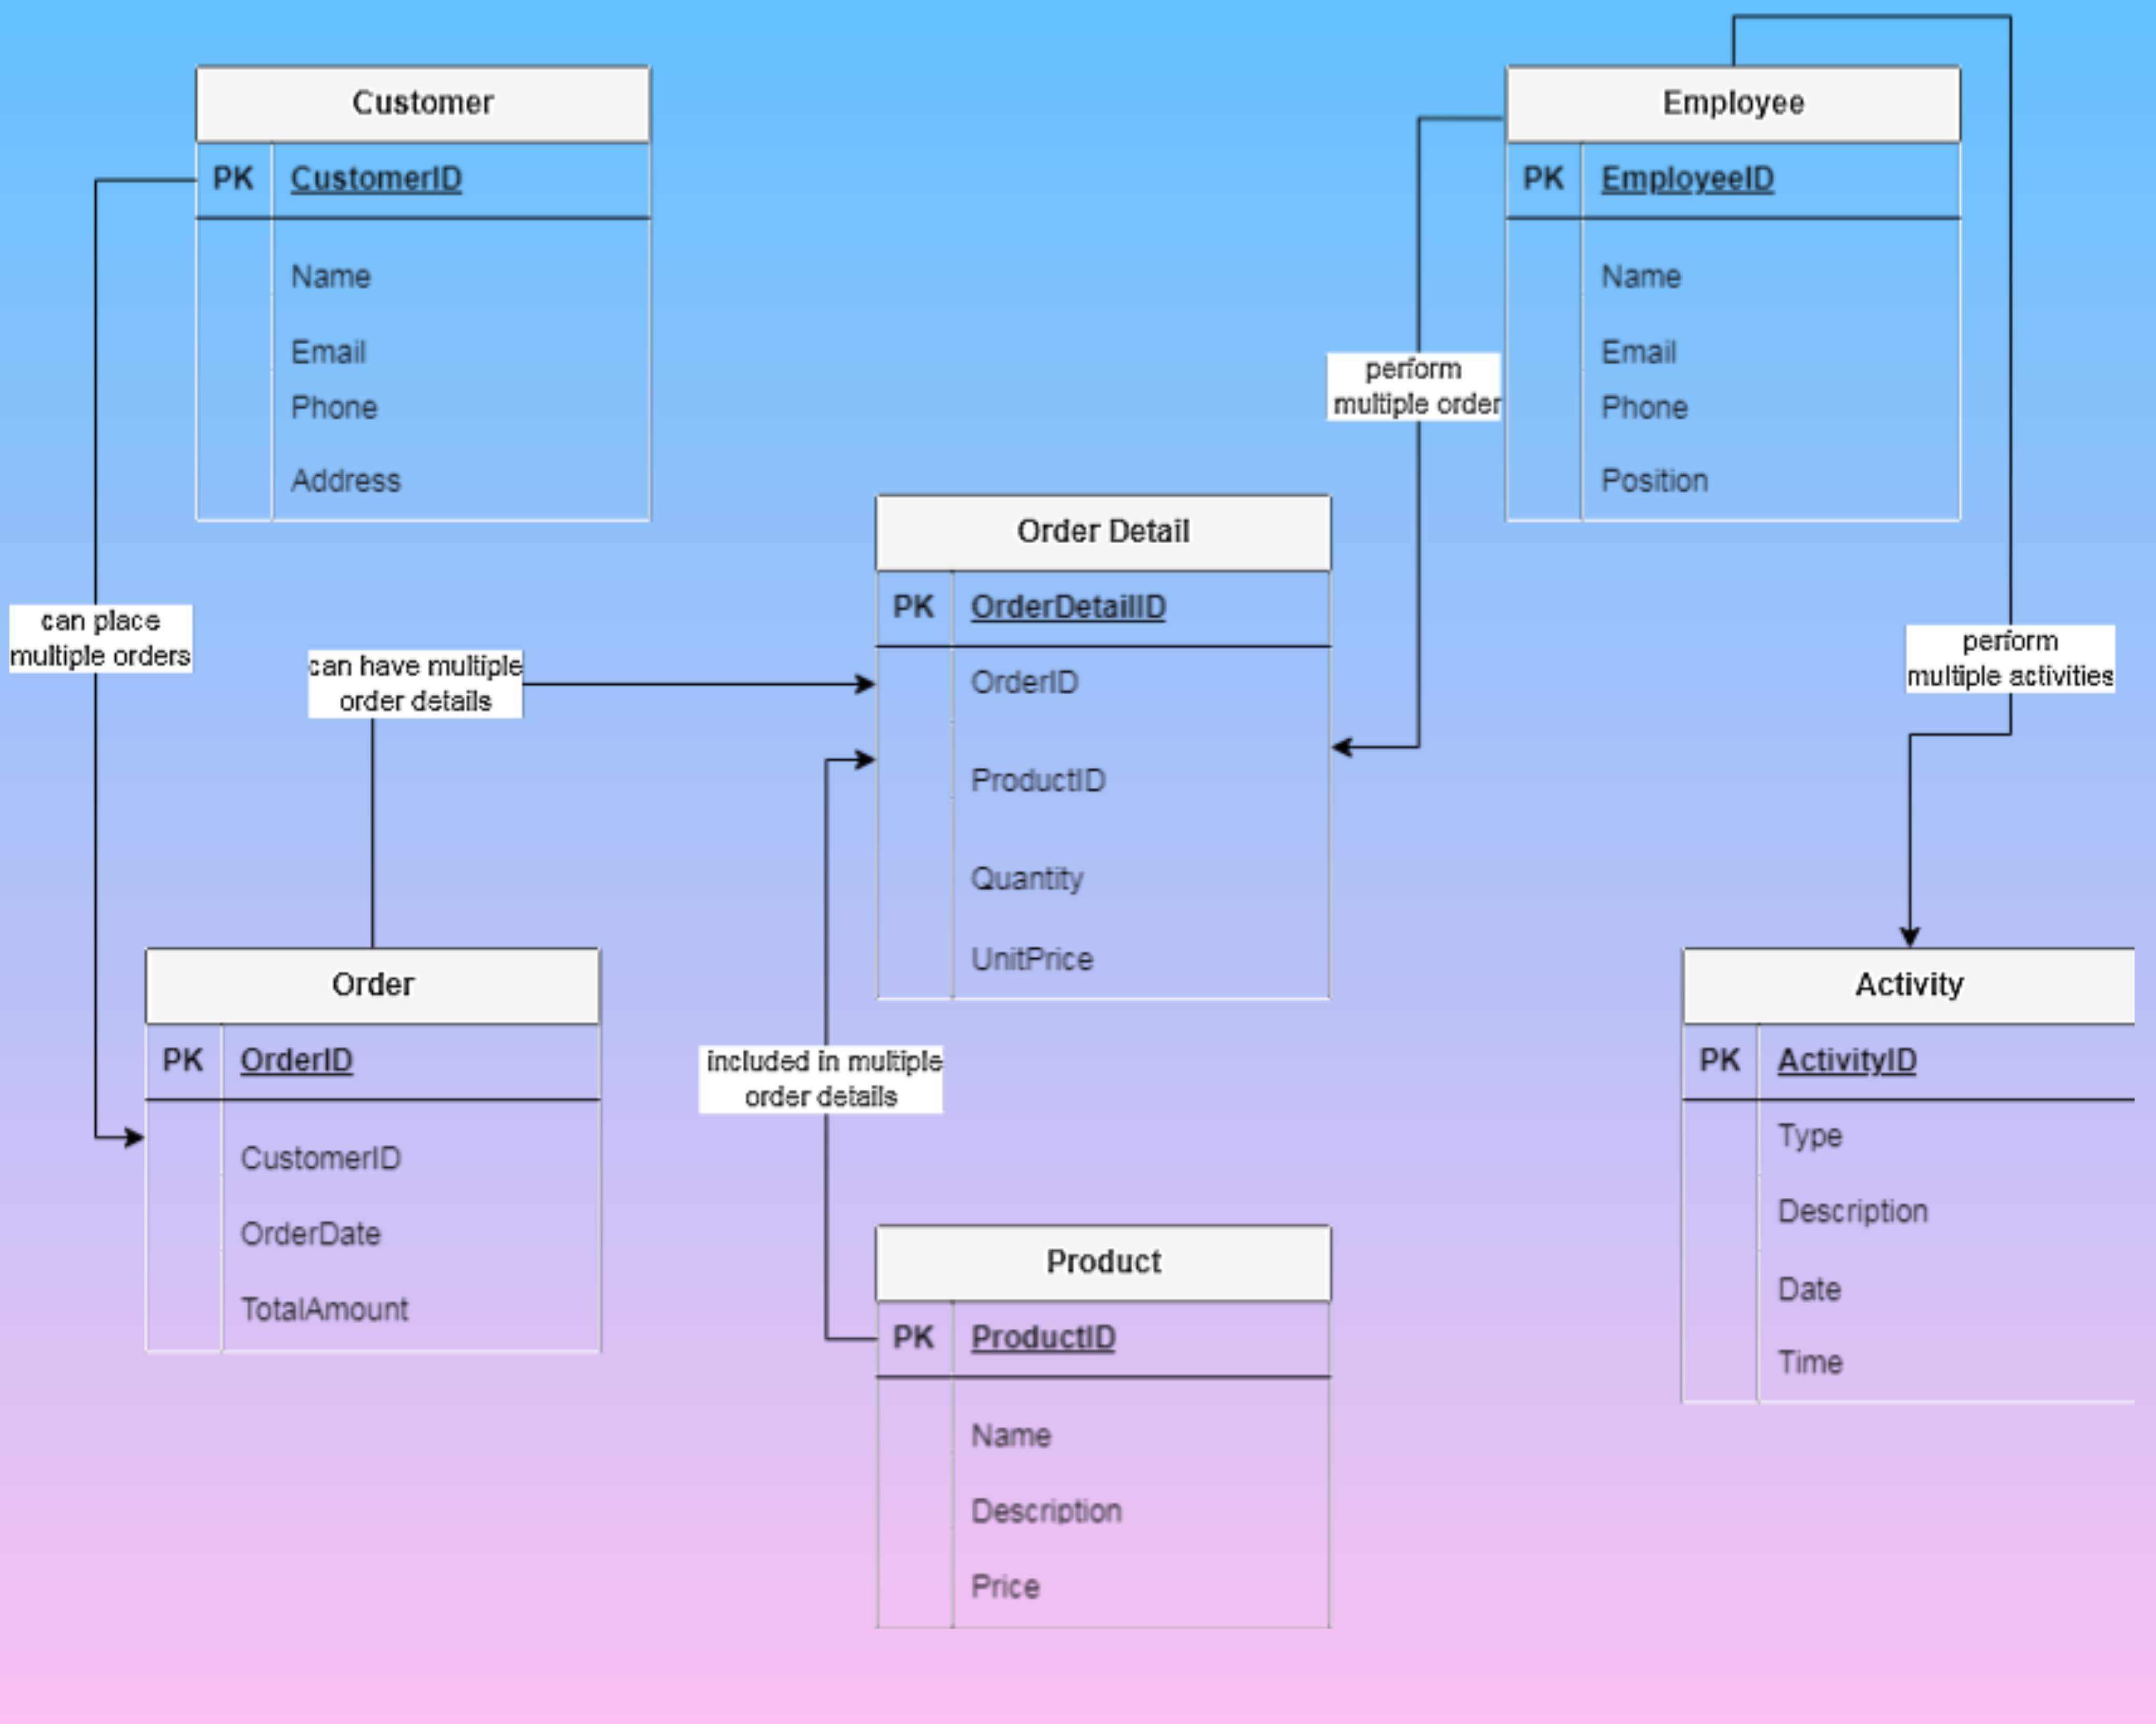 Customer
PK CustomerID
Name
Email
Phone
Address
Employee
PK EmployeeID
Name
Email
Phone
Position
perform
multiple order
Order Detail
PK OrderDetailID
OrderID
ProductID
Quantity
UnitPrice
can place
multiple orders
can have multiple
order details
perform
multiple activities
Order
PK OrderID
CustomerID
OrderDate
TotalAmount
included in multiple
order details
Product
PK ProductID
Name
Description
Price
Activity
PK ActivityID
Type
Description
Date
Time